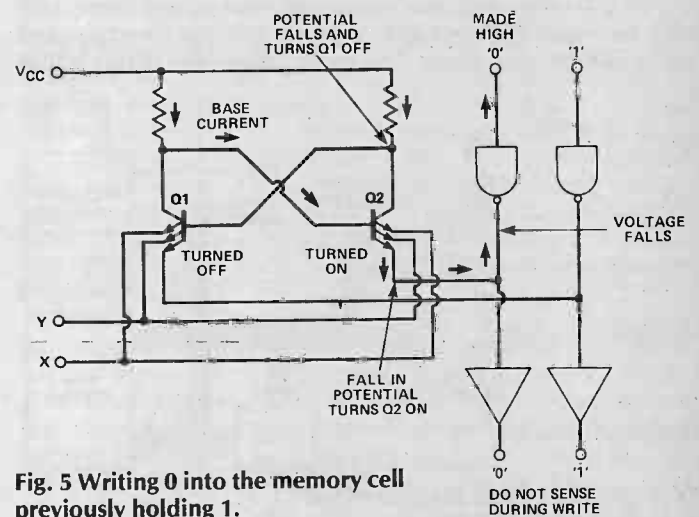 POTENTIAL
FALLS AND
TURNS Q1 OFF
MADE
HIGH
'0'
'1'
VCC
BASE
CURRENT
Q1
Q2
TURNED
OFF
TURNED
ON
VOLTAGE
FALLS
Y
X
FALL IN
POTENTIAL
TURNS Q2 ON
'0'
'1'
DO NOT SENSE
DURING WRITE
Fig. 5 Writing 0 into the memory cell
previously holding 1.